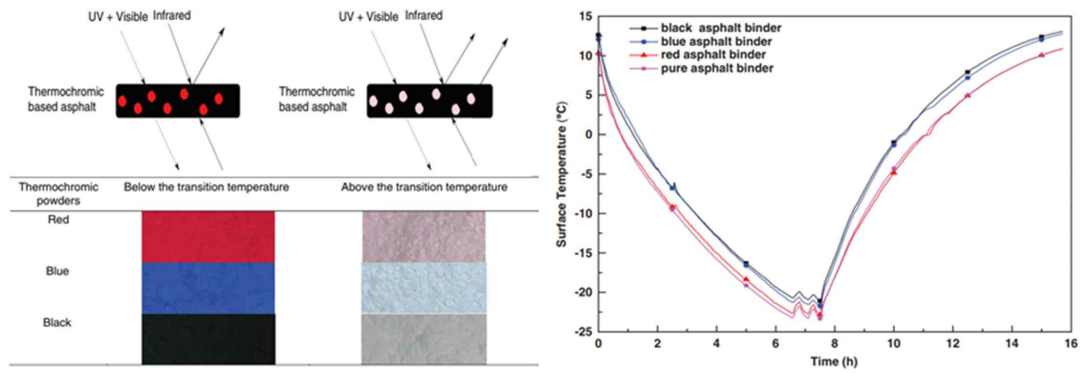 UV + Visible Infrared
UV + Visible Infrared
Thermochromic
based asphalt
Thermochromic
based asphalt
Thermochromic
powders
Below the transition temperature
Above the transition temperature
Red
Blue
Black
black asphalt binder
blue asphalt binder
red asphalt binder
pure asphalt binder
Surface Temperature (°C)
15
10
5
0
-5
-10
-15
-20
-25
0 2 4 6 8 10 12 14 16
Time (h)